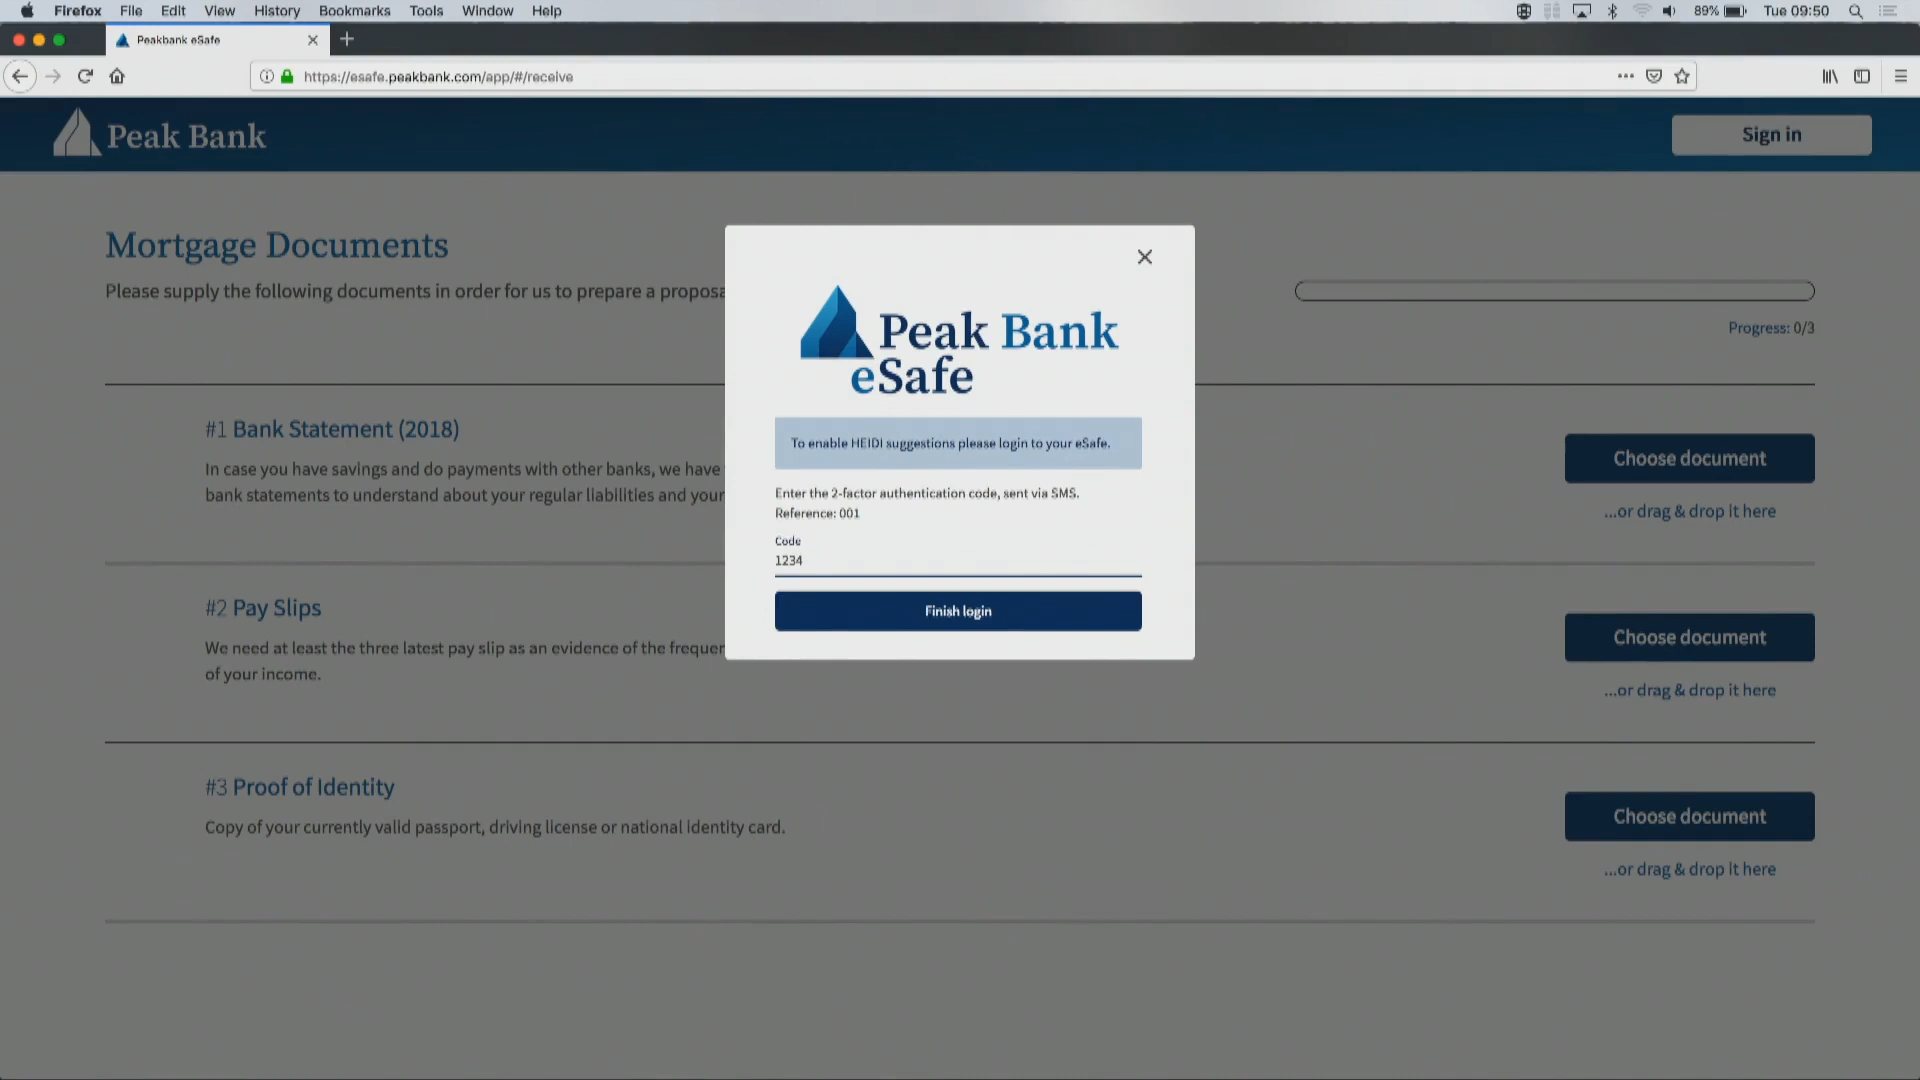 Firefox File Edit View History Bookmarks Tools Window Help 89% Tue 09:50
Peakbank eSafe
https://esafe.peakbank.com/app/#/receive
Peak Bank
Sign in
Mortgage Documents
Please supply the following documents in order for us to prepare a
Progress: 0/3
#1 Bank Statement (2018)
In case you have savings and do payments with other banks, we have
bank statements to understand about your regular liabilities and your
Choose document
...or drag & drop it here
#2 Pay Slips
We need at least the three latest pay slip as an evidence of the
of your income.
Choose document
...or drag & drop it here
#3 Proof of Identity
Copy of your currently valid passport, driving license or national identity card.
Choose document
...or drag & drop it here
Peak Bank
eSafe
To enable HEIDI suggestions please login to your eSafe.
Enter the 2-factor authentication code, sent via SMS.
Reference: 001
Code
1234
Finish login